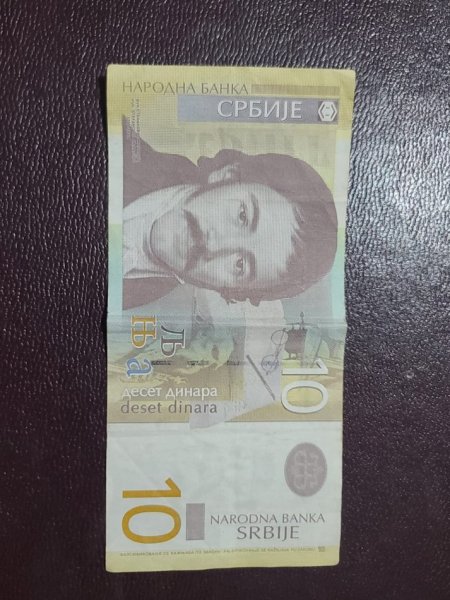 НАРОДНА БАНКА
СРБИЈЕ
Љ
Њ а
десет динара
deset dinara
10
10
NARODNA BANKA
SRBIJE